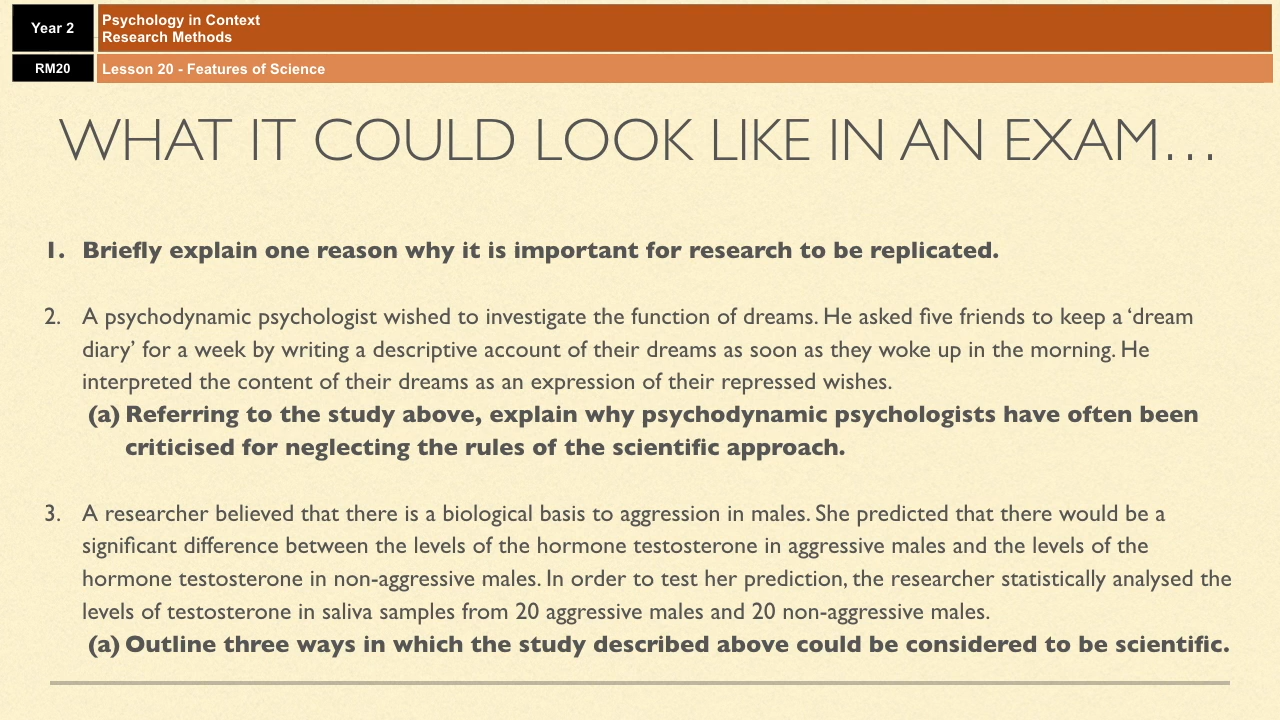 Year 2
Psychology in Context
Research Methods
RM20
Lesson 20 - Features of Science
WHAT IT COULD LOOK LIKE IN AN EXAM…
1. Briefly explain one reason why it is important for research to be replicated.
2. A psychodynamic psychologist wished to investigate the function of dreams. He asked five friends to keep a ‘dream
diary’ for a week by writing a descriptive account of their dreams as soon as they woke up in the morning. He
interpreted the content of their dreams as an expression of their repressed wishes.
(a) Referring to the study above, explain why psychodynamic psychologists have often been
criticised for neglecting the rules of the scientific approach.
3. A researcher believed that there is a biological basis to aggression in males. She predicted that there would be a
significant difference between the levels of the hormone testosterone in aggressive males and the levels of the
hormone testosterone in non-aggressive males. In order to test her prediction, the researcher statistically analysed the
levels of testosterone in saliva samples from 20 aggressive males and 20 non-aggressive males.
(a) Outline three ways in which the study described above could be considered to be scientific.